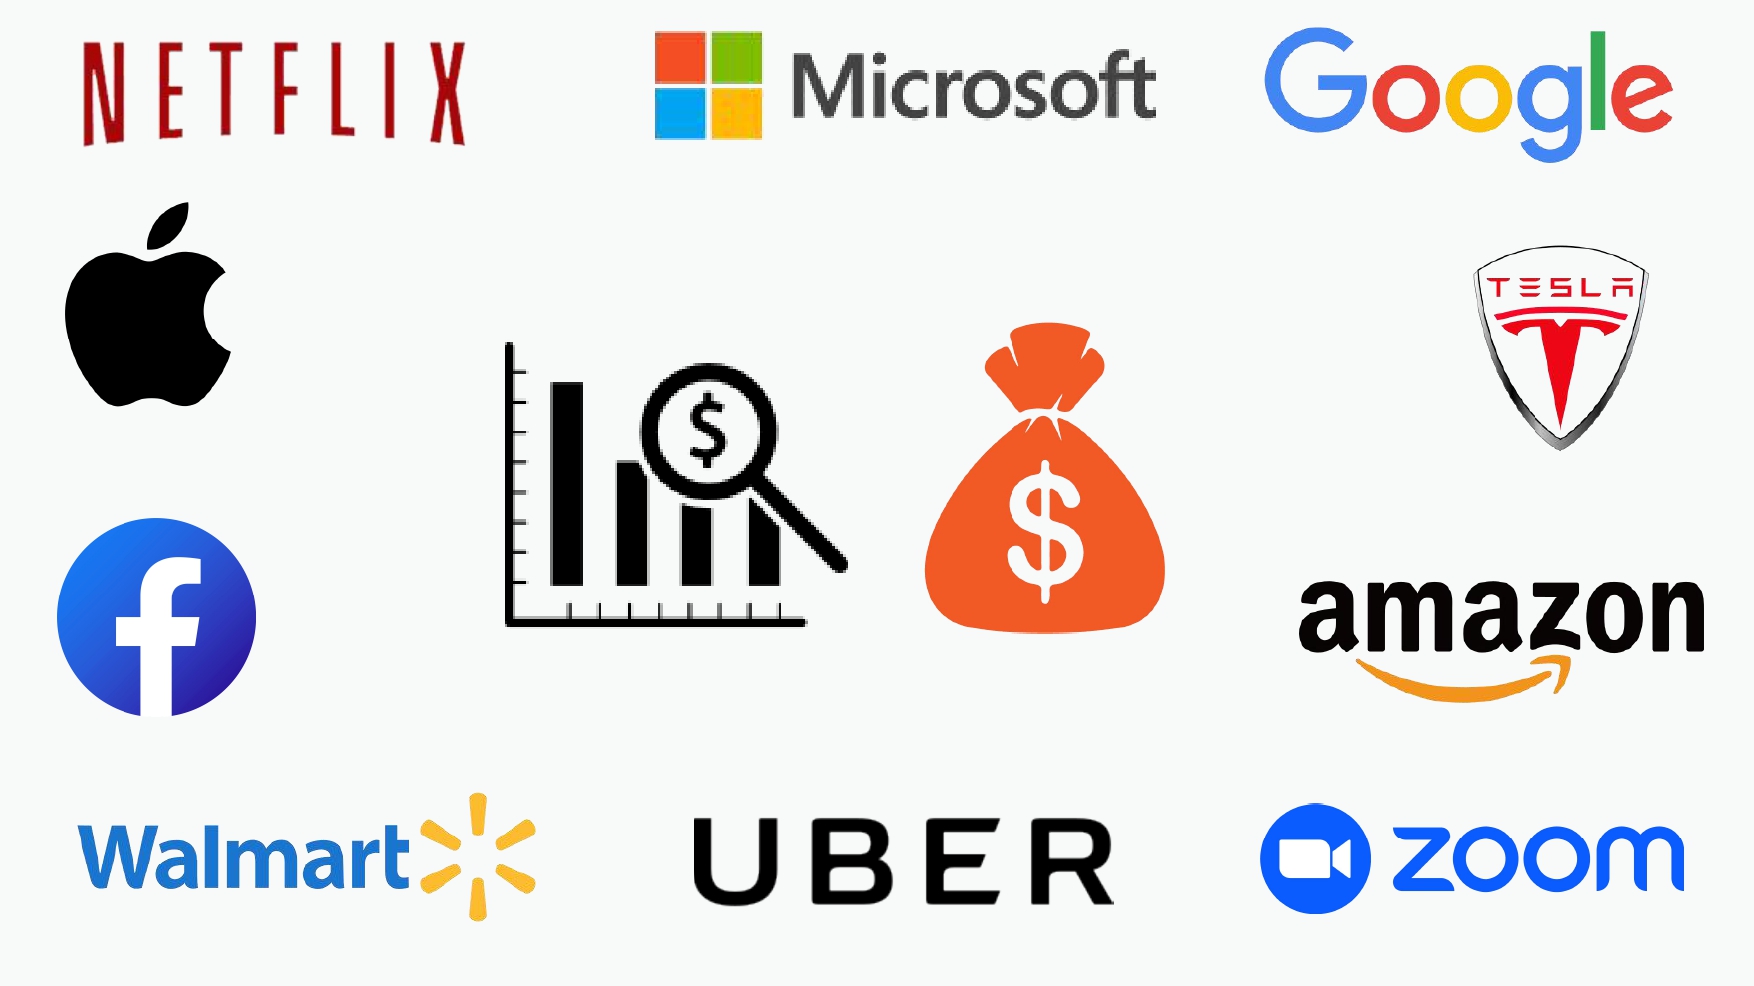 NETFLIX
Microsoft
Google
TESLA
$
$
amazon
Walmart
UBER
zoom